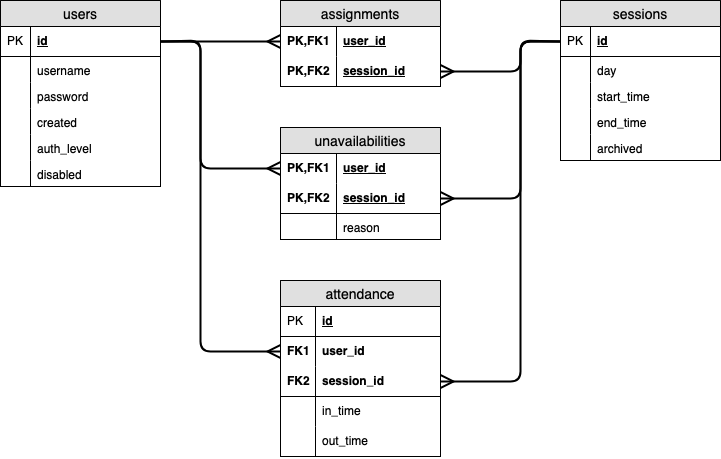 users
PK id
username
password
created
auth_level
disabled
assignments
PK,FK1 user_id
PK,FK2 session_id
unavailabilities
PK,FK1 user_id
PK,FK2 session_id
reason
attendance
PK id
FK1 user_id
FK2 session_id
in_time
out_time
sessions
PK id
day
start_time
end_time
archived